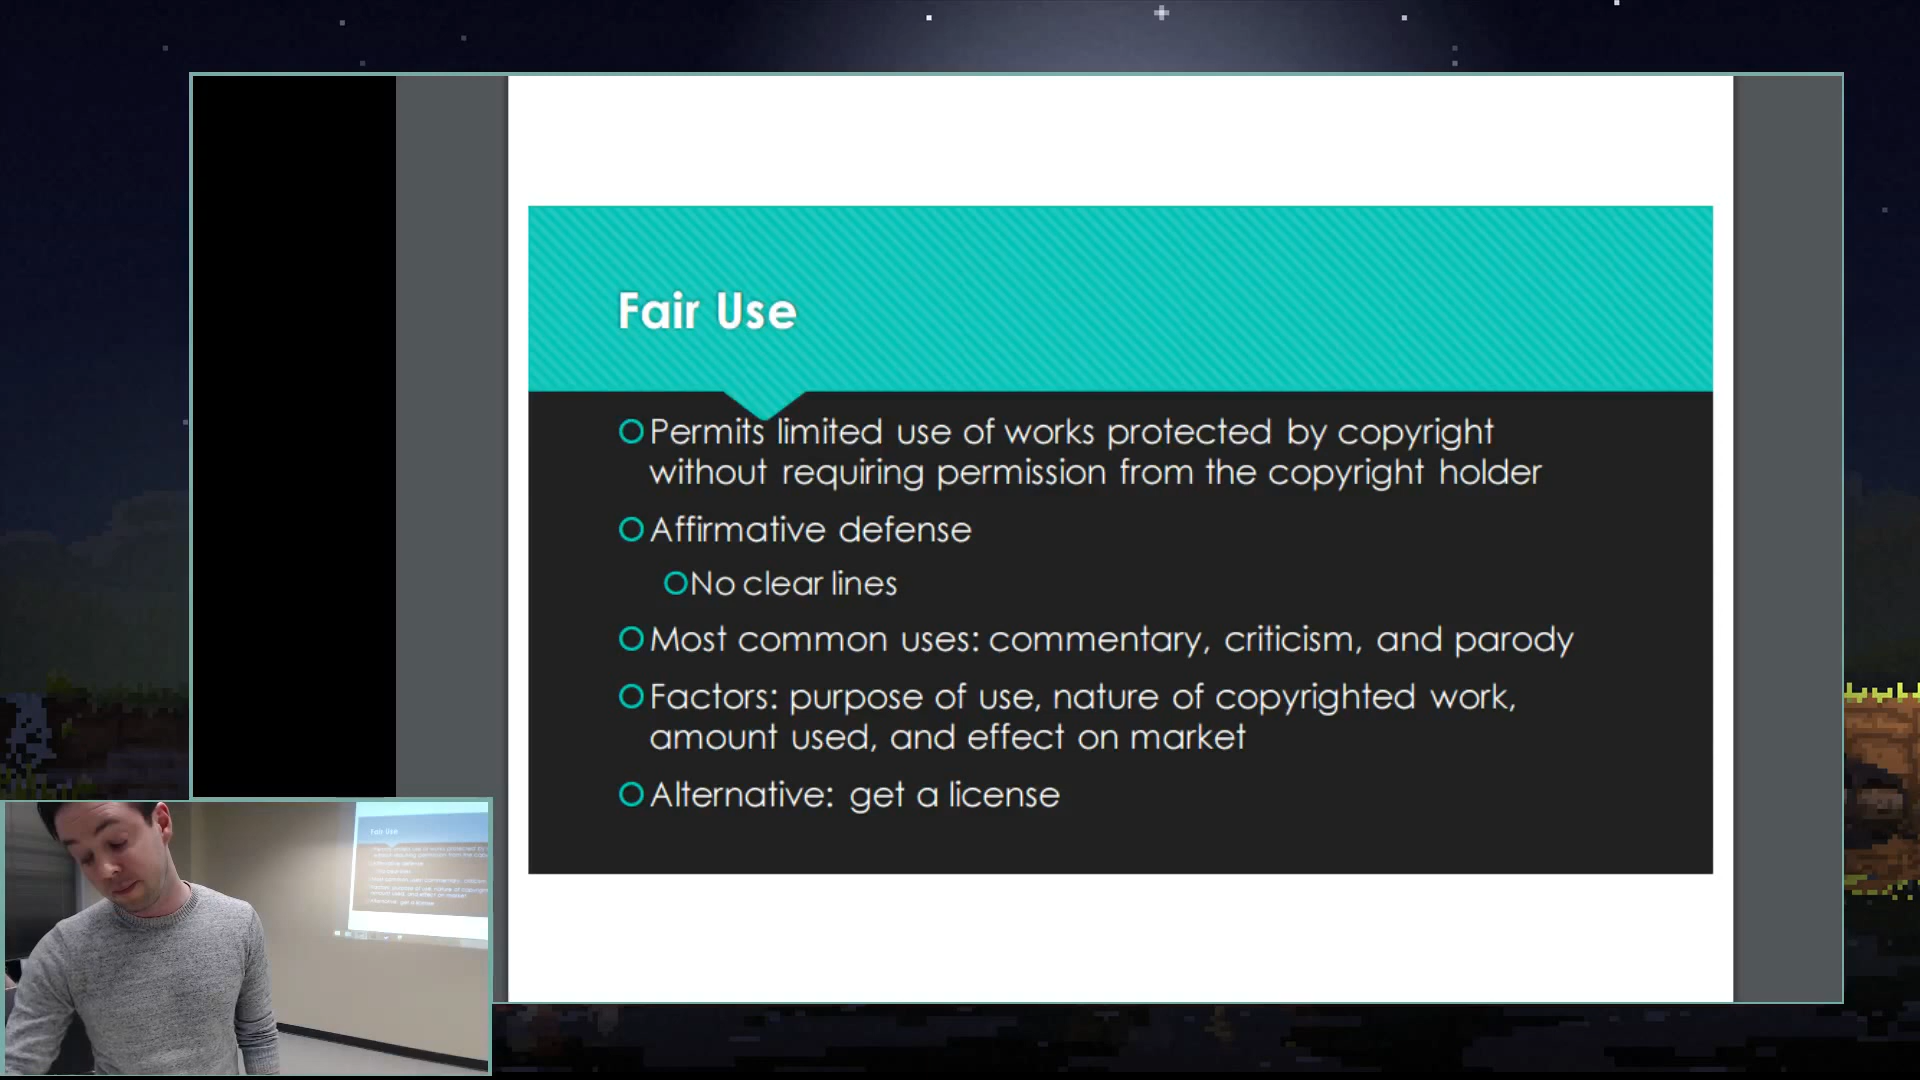 Fair Use
Permits limited use of works protected by copyright
without requiring permission from the copyright holder
Affirmative defense
No clear lines
Most common uses: commentary, criticism, and parody
Factors: purpose of use, nature of copyrighted work,
amount used, and effect on market
Alternative: get a license
Fair Use